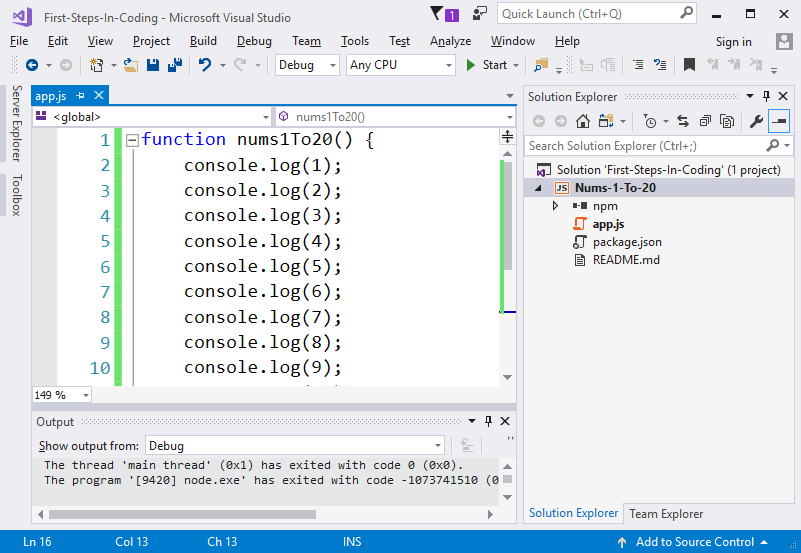 First-Steps-In-Coding - Microsoft Visual Studio
1
Quick Launch (Ctrl+Q)
File Edit View Project Build Debug Team Tools Test Analyze Window Help Sign in
Debug Any CPU Start
Server Explorer
Toolbox
app.js
<global> nums1To20()
1 function nums1To20() {
2 console.log(1);
3 console.log(2);
4 console.log(3);
5 console.log(4);
6 console.log(5);
7 console.log(6);
8 console.log(7);
9 console.log(8);
10 console.log(9);
149 %
Output
Show output from: Debug
The thread 'main thread' (0x1) has exited with code 0 (0x0).
The program '[9420] node.exe' has exited with code -1073741510 (0
Solution Explorer
Search Solution Explorer (Ctrl+;)
Solution 'First-Steps-In-Coding' (1 project)
JS Nums-1-To-20
npm
app.js
package.json
README.md
Solution Explorer Team Explorer
Ln 16 Col 13 Ch 13 INS Add to Source Control